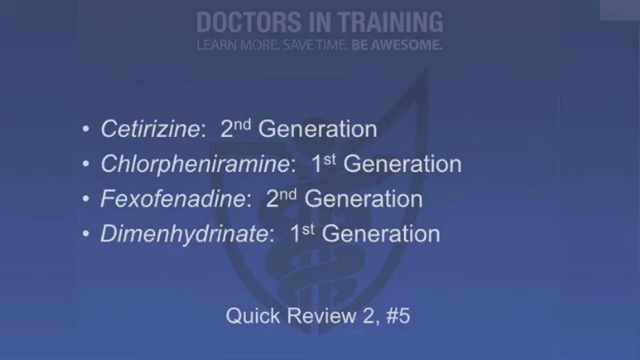 DOCTORS IN TRAINING
LEARN MORE. SAVE TIME. BE AWESOME.
• Cetirizine: 2nd Generation
• Chlorpheniramine: 1st Generation
• Fexofenadine: 2nd Generation
• Dimenhydrinate: 1st Generation
Quick Review 2, #5